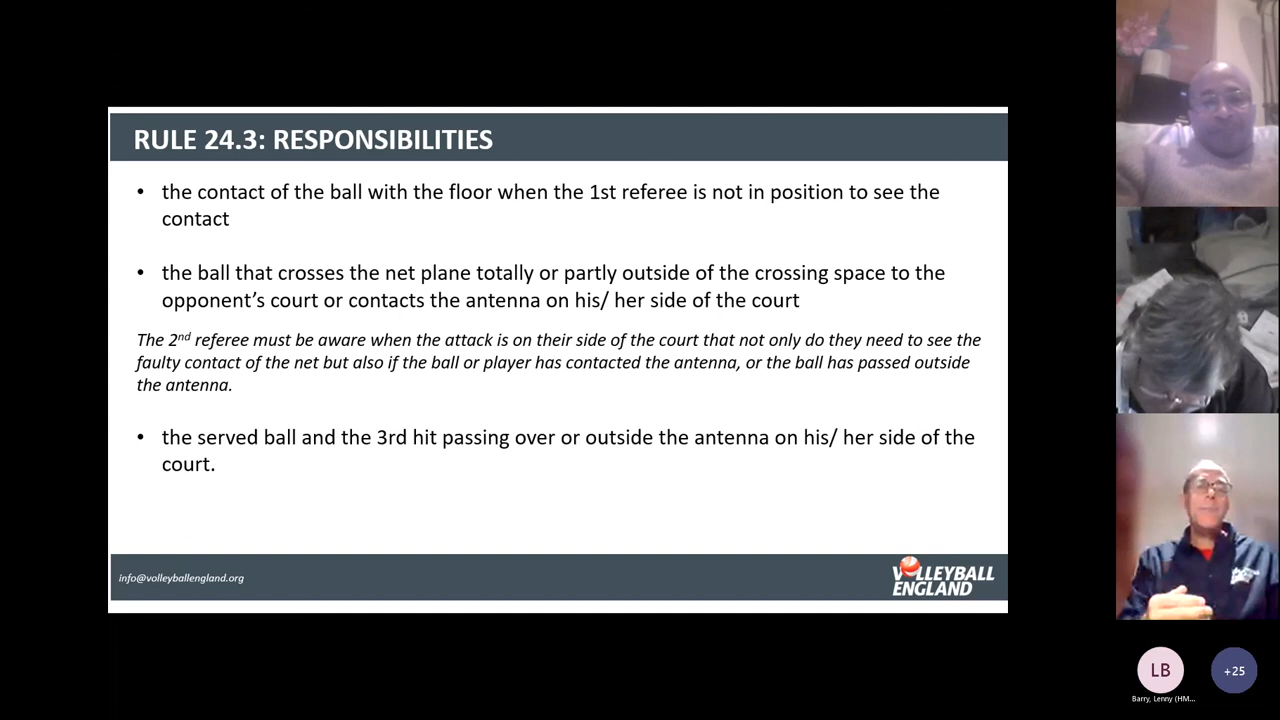 RULE 24.3: RESPONSIBILITIES
• the contact of the ball with the floor when the 1st referee is not in position to see the
contact
• the ball that crosses the net plane totally or partly outside of the crossing space to the
opponent’s court or contacts the antenna on his/ her side of the court
The 2nd referee must be aware when the attack is on their side of the court that not only do they need to see the
faulty contact of the net but also if the ball or player has contacted the antenna, or the ball has passed outside
the antenna.
• the served ball and the 3rd hit passing over or outside the antenna on his/ her side of the
court.
info@volleyballengland.org
VOLLEYBALL
ENGLAND
LB
+25
Barry, Lenny (HM...